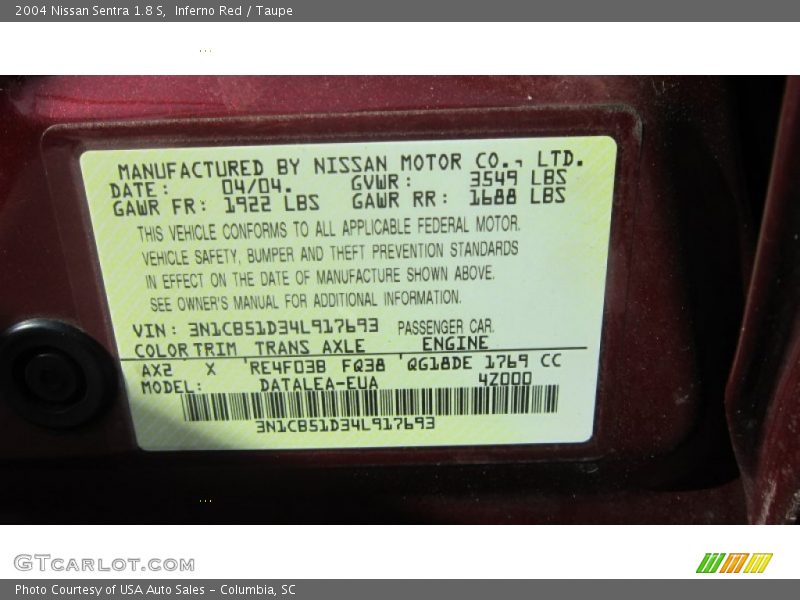 2004 Nissan Sentra 1.8 S, Inferno Red / Taupe
MANUFACTURED BY NISSAN MOTOR CO., LTD.
DATE: 04/04. GVWR: 3549 LBS
GAWR FR: 1922 LBS GAWR RR: 1688 LBS
THIS VEHICLE CONFORMS TO ALL APPLICABLE FEDERAL MOTOR.
VEHICLE SAFETY, BUMPER AND THEFT PREVENTION STANDARDS
IN EFFECT ON THE DATE OF MANUFACTURE SHOWN ABOVE.
SEE OWNER'S MANUAL FOR ADDITIONAL INFORMATION.
VIN: 3N1CB51D34L917693 PASSENGER CAR.
COLOR TRIM TRANS AXLE ENGINE
AX2 X RE4F03B FQ38 QG18DE 1769 CC
MODEL: DATALEA-EUA 4Z000
3N1CB51D34L917693
GTCARLOT.COM
Photo Courtesy of USA Auto Sales - Columbia, SC